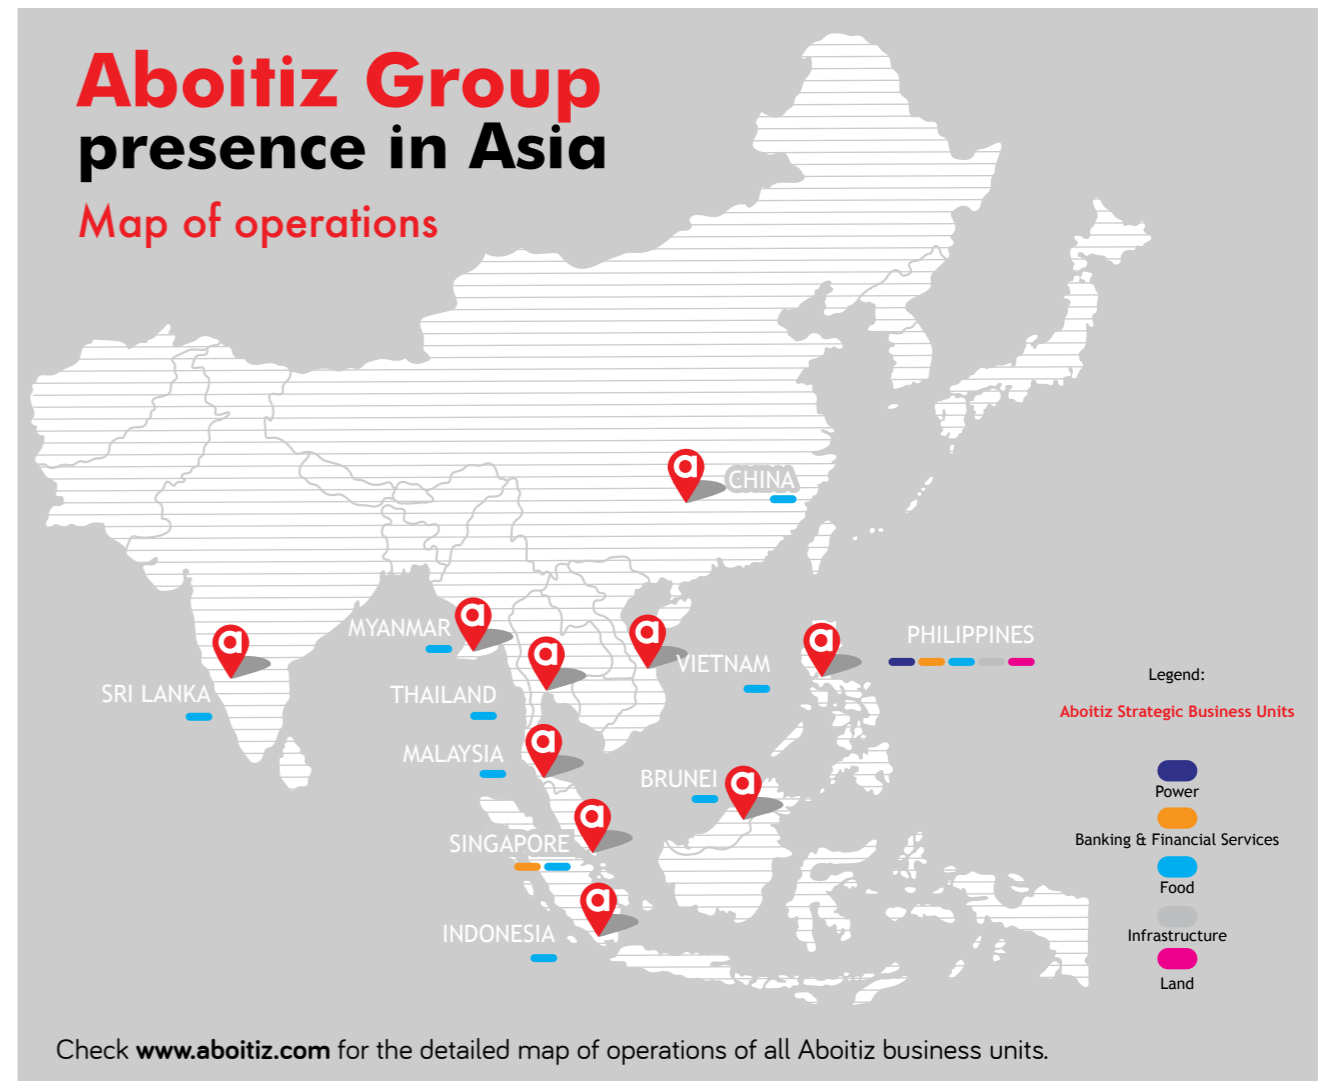 Aboitiz Group
presence in Asia
Map of operations
CHINA
MYANMAR
PHILIPPINES
VIETNAM
SRI LANKA
THAILAND
MALAYSIA
BRUNEI
SINGAPORE
INDONESIA
Legend:
Aboitiz Strategic Business Units
Power
Banking & Financial Services
Food
Infrastructure
Land
a
a
a
a
a
a
a
a
a
a
Check www.aboitiz.com for the detailed map of operations of all Aboitiz business units.